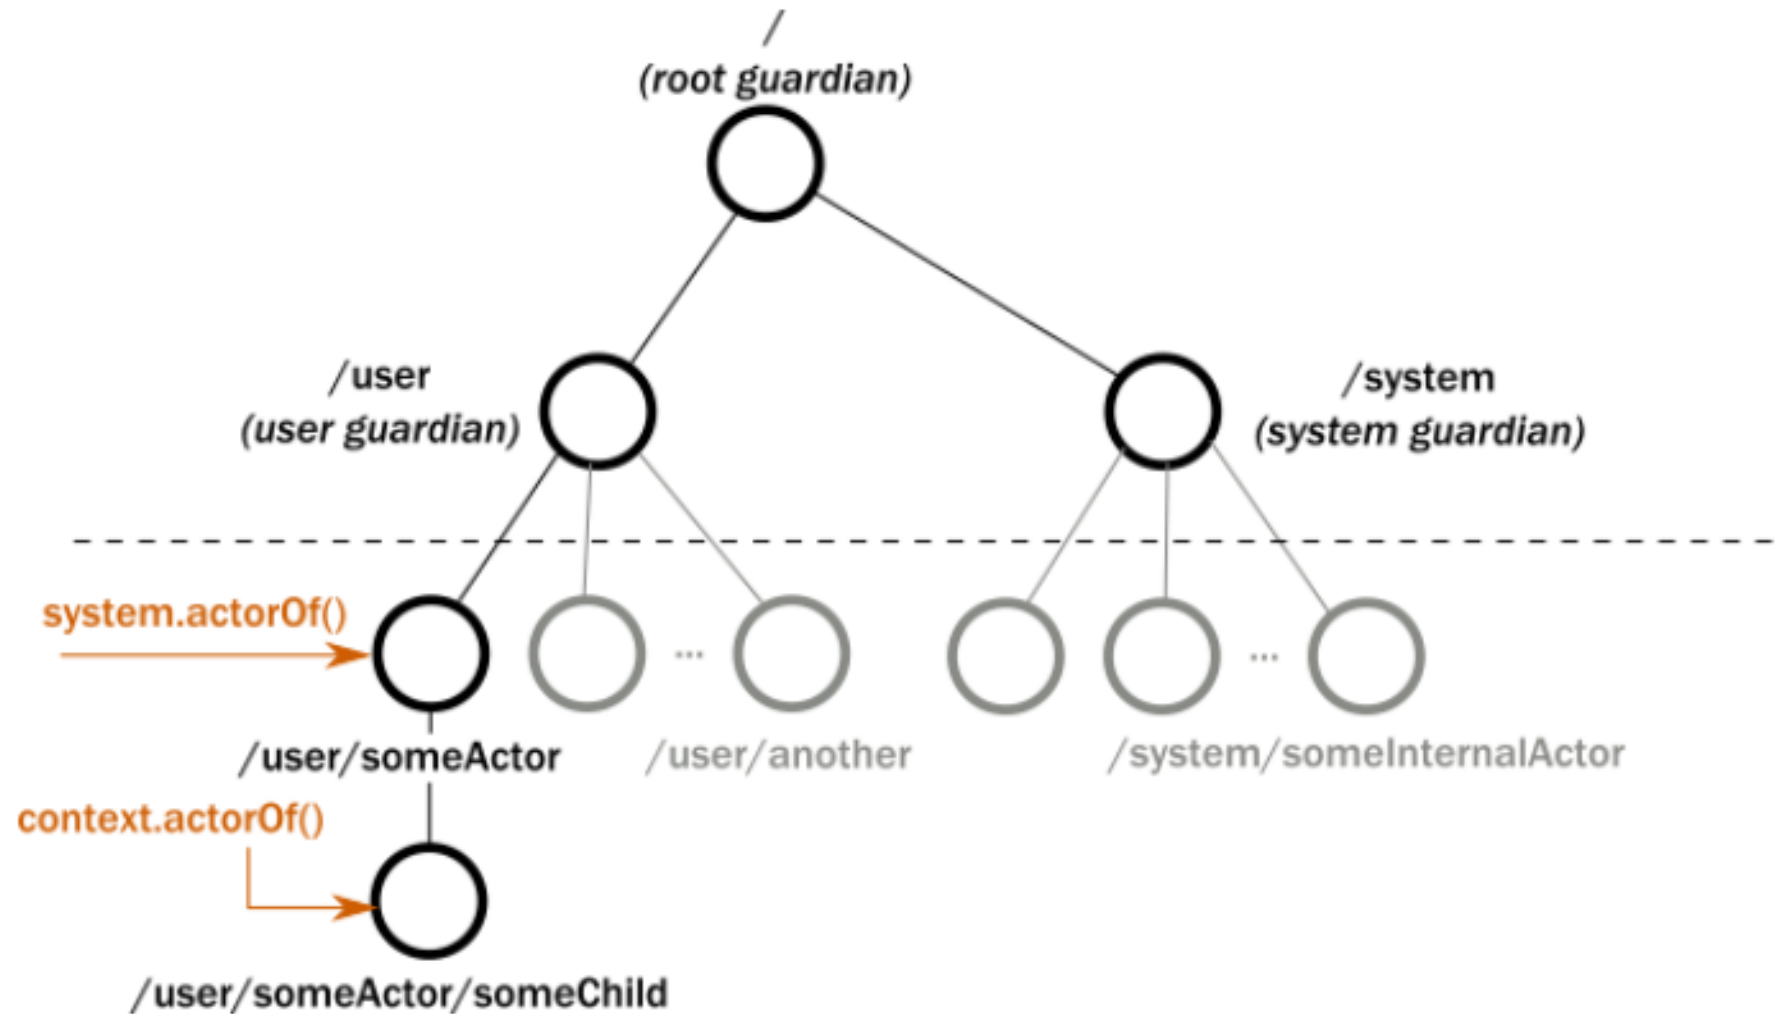 /
(root guardian)
/user
(user guardian)
/system
(system guardian)
system.actorOf()
...
...
/user/someActor
/user/another
/system/someInternalActor
context.actorOf()
/user/someActor/someChild